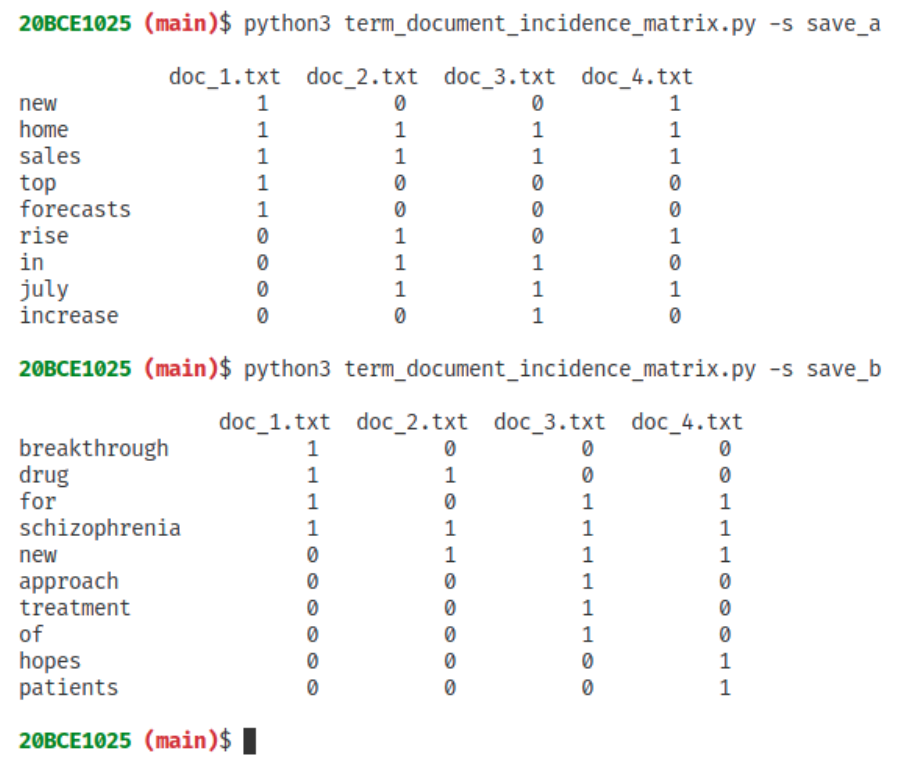 20BCE1025 (main)$ python3 term_document_incidence_matrix.py -s save_a
doc_1.txt doc_2.txt doc_3.txt doc_4.txt
new 1 0 0 1
home 1 1 1 1
sales 1 1 1 1
top 1 0 0 0
forecasts 1 0 0 0
rise 0 1 0 1
in 0 1 1 0
july 0 1 1 1
increase 0 0 1 0
20BCE1025 (main)$ python3 term_document_incidence_matrix.py -s save_b
doc_1.txt doc_2.txt doc_3.txt doc_4.txt
breakthrough 1 0 0 0
drug 1 1 0 0
for 1 0 1 1
schizophrenia 1 1 1 1
new 0 1 1 1
approach 0 0 1 0
treatment 0 0 1 0
of 0 0 1 0
hopes 0 0 0 1
patients 0 0 0 1
20BCE1025 (main)$